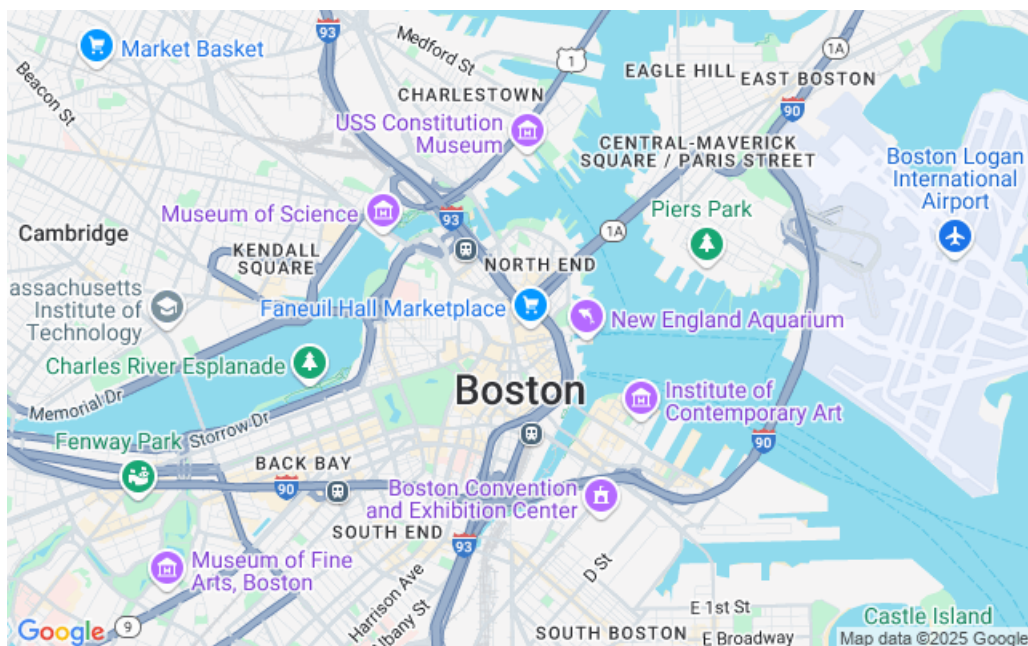 93
Market Basket
Medford St
1
1A
EAGLE HILL
EAST BOSTON
Beacon St
CHARLESTOWN
90
USS Constitution
Museum
CENTRAL-MAVERICK
SQUARE / PARIS STREET
Boston Logan
International
Airport
Museum of Science
93
Piers Park
Cambridge
1A
KENDALL
SQUARE
NORTH END
assachusetts
Institute of
Technology
Faneuil Hall Marketplace
New England Aquarium
Charles River Esplanade
Boston
Institute of
Contemporary Art
Memorial Dr
Storrow Dr
Fenway Park
90
BACK BAY
90
Boston Convention
and Exhibition Center
SOUTH END
93
Museum of Fine
Arts, Boston
D St
Harrison Ave
Albany St
E 1st St
Castle Island
Google
9
SOUTH BOSTON
E Broadway
Map data ©2025 Google